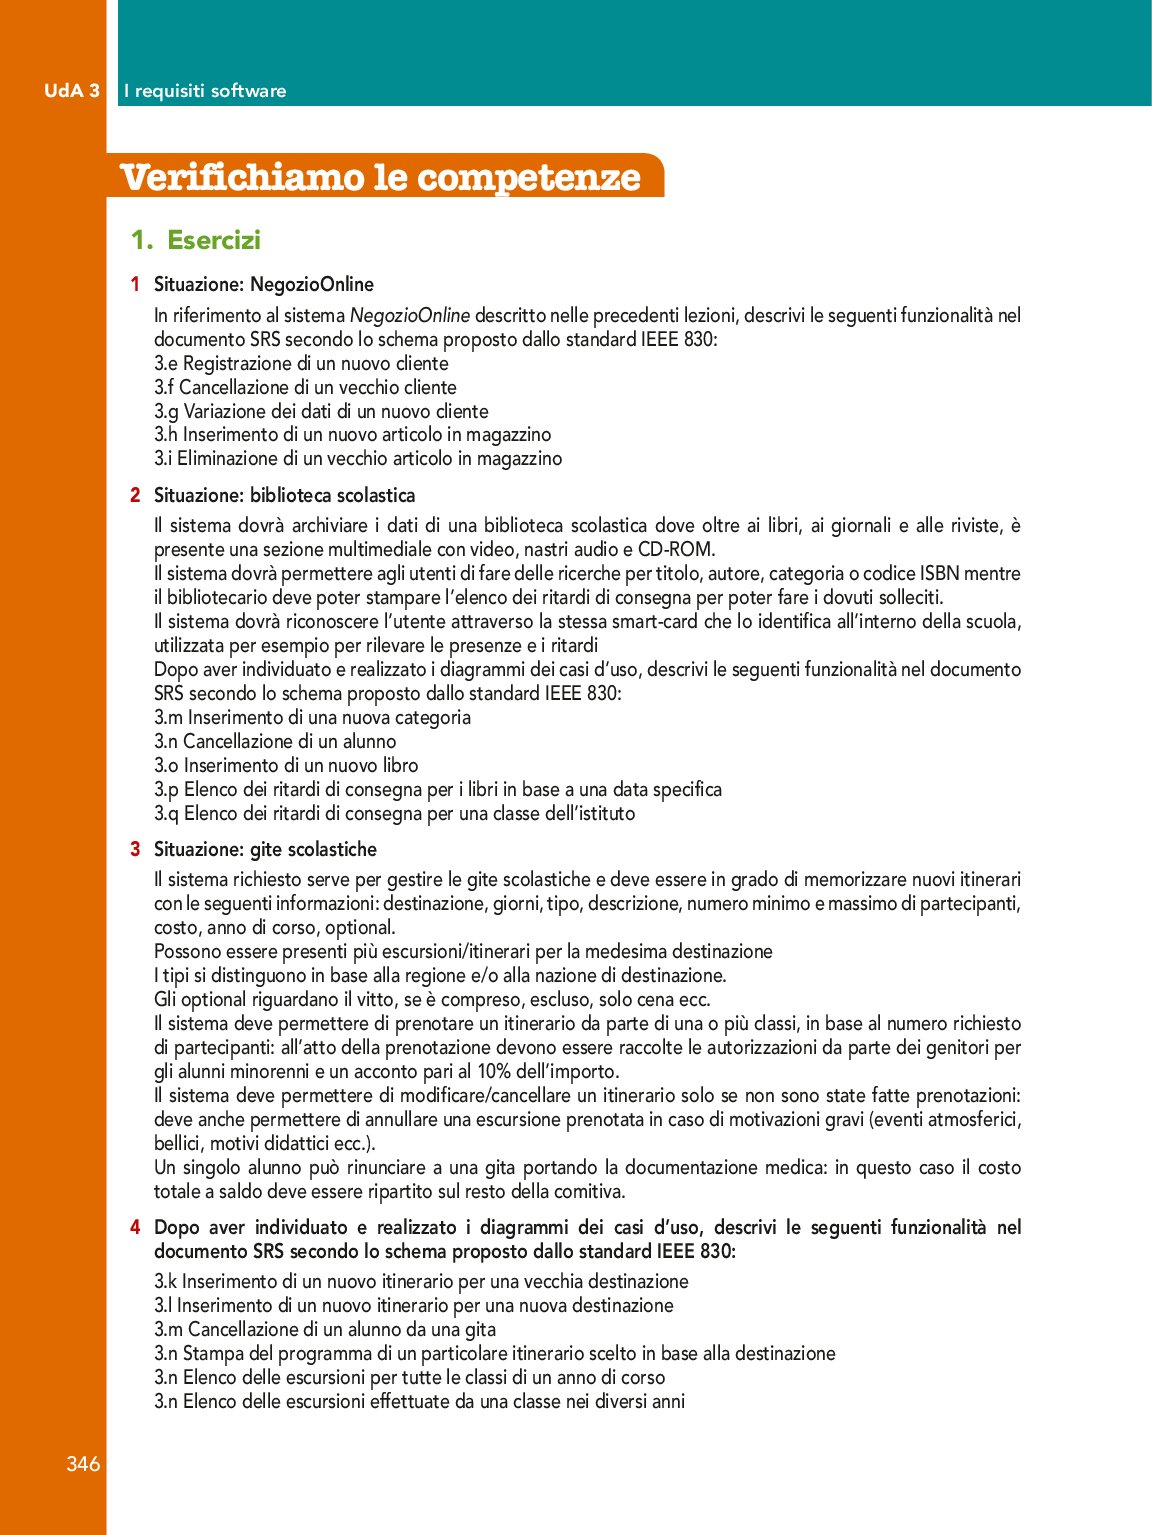 UdA 3 I requisiti software
Verifichiamo le competenze
1. Esercizi
1 Situazione: NegozioOnline
In riferimento al sistema NegozioOnline descritto nelle precedenti lezioni, descrivi le seguenti funzionalità nel
documento SRS secondo lo schema proposto dallo standard IEEE 830:
3.e Registrazione di un nuovo cliente
3.f Cancellazione di un vecchio cliente
3.g Variazione dei dati di un nuovo cliente
3.h Inserimento di un nuovo articolo in magazzino
3.i Eliminazione di un vecchio articolo in magazzino
2 Situazione: biblioteca scolastica
Il sistema dovrà archiviare i dati di una biblioteca scolastica dove oltre ai libri, ai giornali e alle riviste, è
presente una sezione multimediale con video, nastri audio e CD-ROM.
Il sistema dovrà permettere agli utenti di fare delle ricerche per titolo, autore, categoria o codice ISBN mentre
il bibliotecario deve poter stampare l'elenco dei ritardi di consegna per poter fare i dovuti solleciti.
Il sistema dovrà riconoscere l'utente attraverso la stessa smart-card che lo identifica all'interno della scuola,
utilizzata per esempio per rilevare le presenze e i ritardi
Dopo aver individuato e realizzato i diagrammi dei casi d'uso, descrivi le seguenti funzionalità nel documento
SRS secondo lo schema proposto dallo standard IEEE 830:
3.m Inserimento di una nuova categoria
3.n Cancellazione di un alunno
3.o Inserimento di un nuovo libro
3.p Elenco dei ritardi di consegna per i libri in base a una data specifica
3.q Elenco dei ritardi di consegna per una classe dell'istituto
3 Situazione: gite scolastiche
Il sistema richiesto serve per gestire le gite scolastiche e deve essere in grado di memorizzare nuovi itinerari
con le seguenti informazioni: destinazione, giorni, tipo, descrizione, numero minimo e massimo di partecipanti,
costo, anno di corso, optional.
Possono essere presenti più escursioni/itinerari per la medesima destinazione
I tipi si distinguono in base alla regione e/o alla nazione di destinazione.
Gli optional riguardano il vitto, se è compreso, escluso, solo cena ecc.
Il sistema deve permettere di prenotare un itinerario da parte di una o più classi, in base al numero richiesto
di partecipanti: all'atto della prenotazione devono essere raccolte le autorizzazioni da parte dei genitori per
gli alunni minorenni e un acconto pari al 10% dell'importo.
Il sistema deve permettere di modificare/cancellare un itinerario solo se non sono state fatte prenotazioni:
deve anche permettere di annullare una escursione prenotata in caso di motivazioni gravi (eventi atmosferici,
bellici, motivi didattici ecc.).
Un singolo alunno può rinunciare a una gita portando la documentazione medica: in questo caso il costo
totale a saldo deve essere ripartito sul resto della comitiva.
4 Dopo aver individuato e realizzato i diagrammi dei casi d'uso, descrivi le seguenti funzionalità nel
documento SRS secondo lo schema proposto dallo standard IEEE 830:
3.k Inserimento di un nuovo itinerario per una vecchia destinazione
3.l Inserimento di un nuovo itinerario per una nuova destinazione
3.m Cancellazione di un alunno da una gita
3.n Stampa del programma di un particolare itinerario scelto in base alla destinazione
3.n Elenco delle escursioni per tutte le classi di un anno di corso
3.n Elenco delle escursioni effettuate da una classe nei diversi anni
346